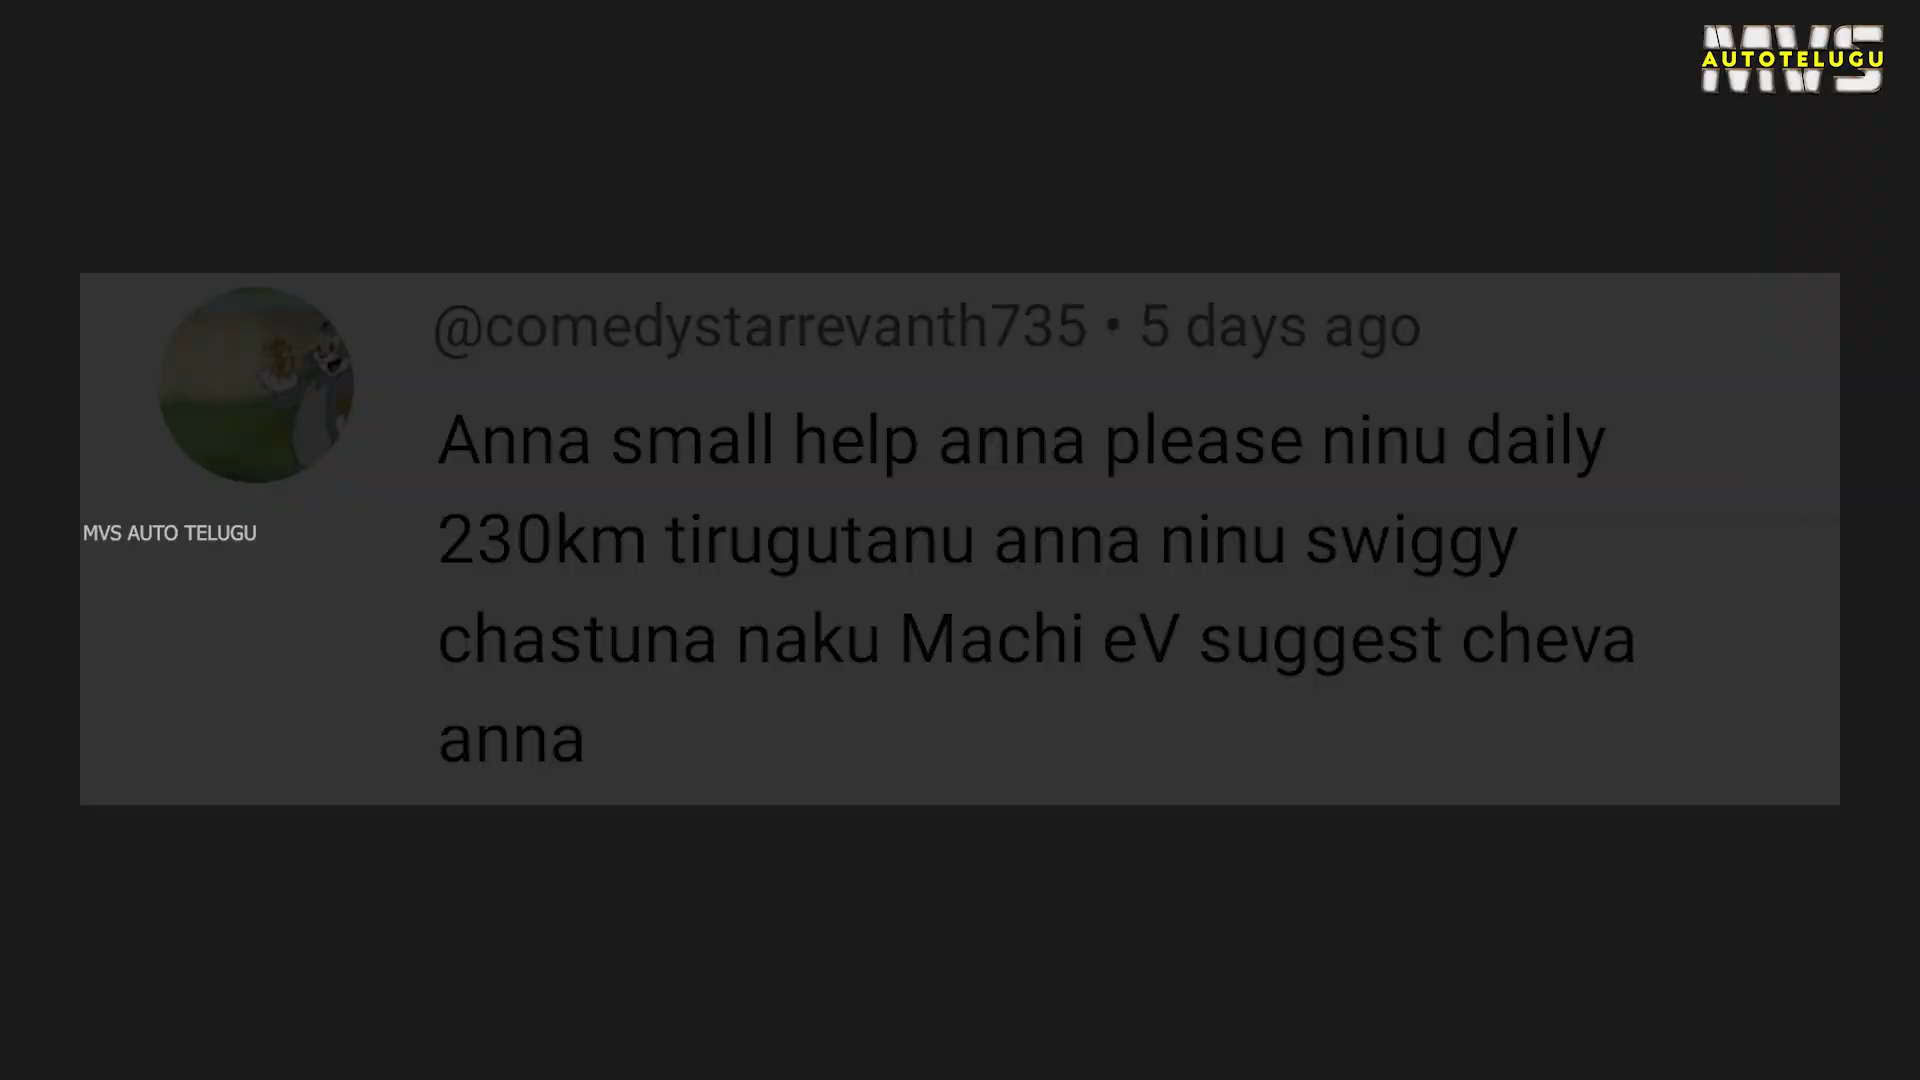 MVS
AUTOTELUGU
@comedystarrevanth735 • 5 days ago
Anna small help anna please ninu daily
230km tirugutanu anna ninu swiggy
chastuna naku Machi eV suggest cheva
anna
MVS AUTO TELUGU